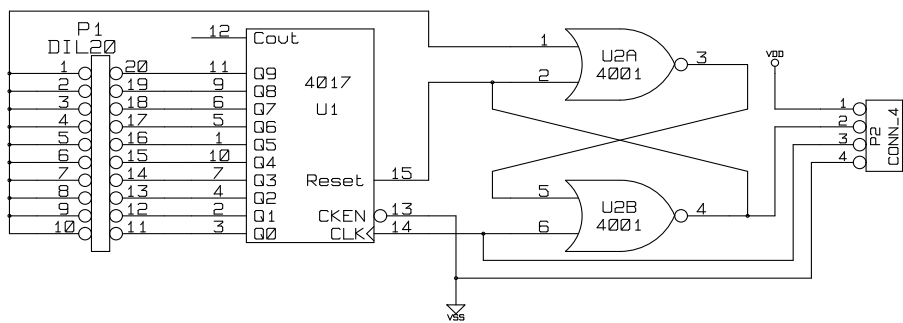 P1
DIL20
1 20
2 19
3 18
4 17
5 16
6 15
7 14
8 13
9 12
10 11
12 Cout
11 Q9
9 Q8
6 Q7
5 Q6
1 Q5
10 Q4
7 Q3
4 Q2
2 Q1
3 Q0
4017
U1
Reset 15
CKEN 13
CLK 14
1
2
U2A
4001
3
5
6
U2B
4001
4
VDD
1
2
3
4
P2
CONN_4
VSS